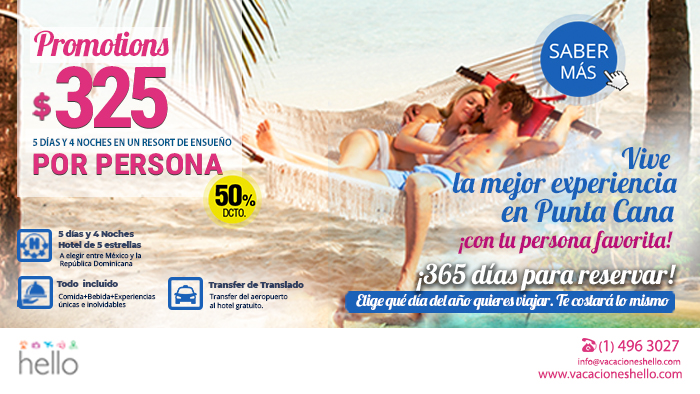 Promotions
$325
5 DÍAS Y 4 NOCHES EN UN RESORT DE ENSUEÑO
POR PERSONA
50%
DCTO.
SABER
MÁS
Vive
la mejor experiencia
en Punta Cana
¡con tu persona favorita!
¡365 días para reservar!
Elige qué día del año quieres viajar. Te costará lo mismo
5 días y 4 Noches
Hotel de 5 estrellas
A elegir entre México y la
República Dominicana
Todo incluido
Comida+Bebida+Experiencias
únicas e inolvidables
Transfer de Translado
Transfer del aeropuerto
al hotel gratuito.
hello
(1) 496 3027
info@vacacioneshello.com
www.vacacioneshello.com